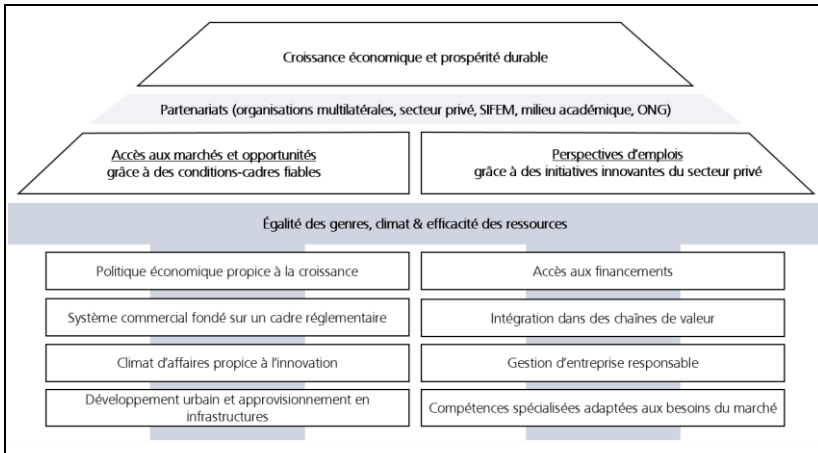 Croissance économique et prospérité durable
Partenariats (organisations multilatérales, secteur privé, SIFEM, milieu académique, ONG)
Accès aux marchés et opportunités
grâce à des conditions-cadres fiables
Perspectives d'emplois
grâce à des initiatives innovantes du secteur privé
Égalité des genres, climat & efficacité des ressources
Politique économique propice à la croissance
Système commercial fondé sur un cadre réglementaire
Climat d'affaires propice à l'innovation
Développement urbain et approvisionnement en
infrastructures
Accès aux financements
Intégration dans des chaînes de valeur
Gestion d'entreprise responsable
Compétences spécialisées adaptées aux besoins du marché